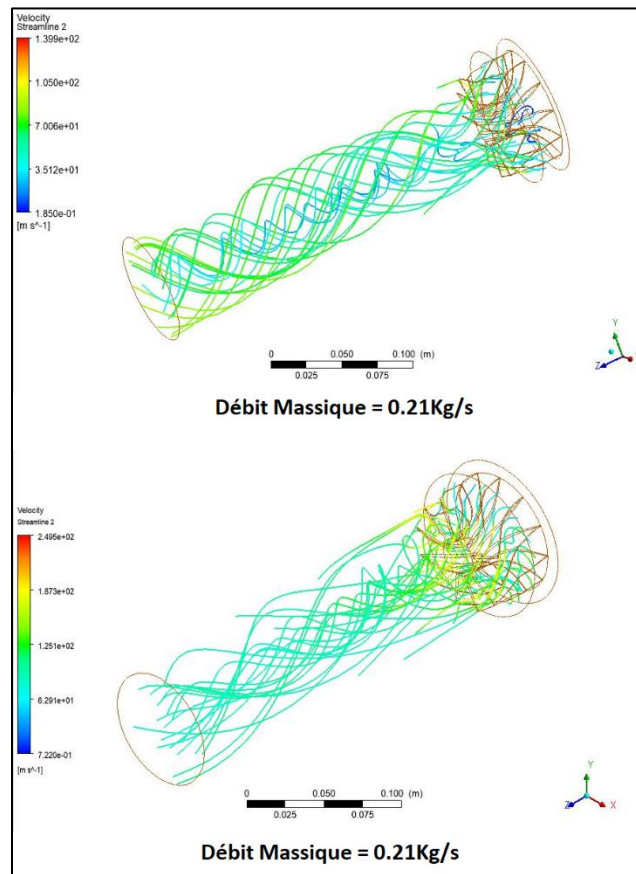 Velocity
Streamline 2
1.399e+02
1.050e+02
7.006e+01
3.512e+01
1.850e-01
[m s^-1]
0
0.050
0.100 (m)
0.025
0.075
Y
Z
Débit Massique = 0.21Kg/s
Velocity
Streamline 2
2.495e+02
1.873e+02
1.251e+02
6.291e+01
7.220e-01
[m s^-1]
0
0.050
0.100 (m)
0.025
0.075
Y
Z
X
Débit Massique = 0.21Kg/s